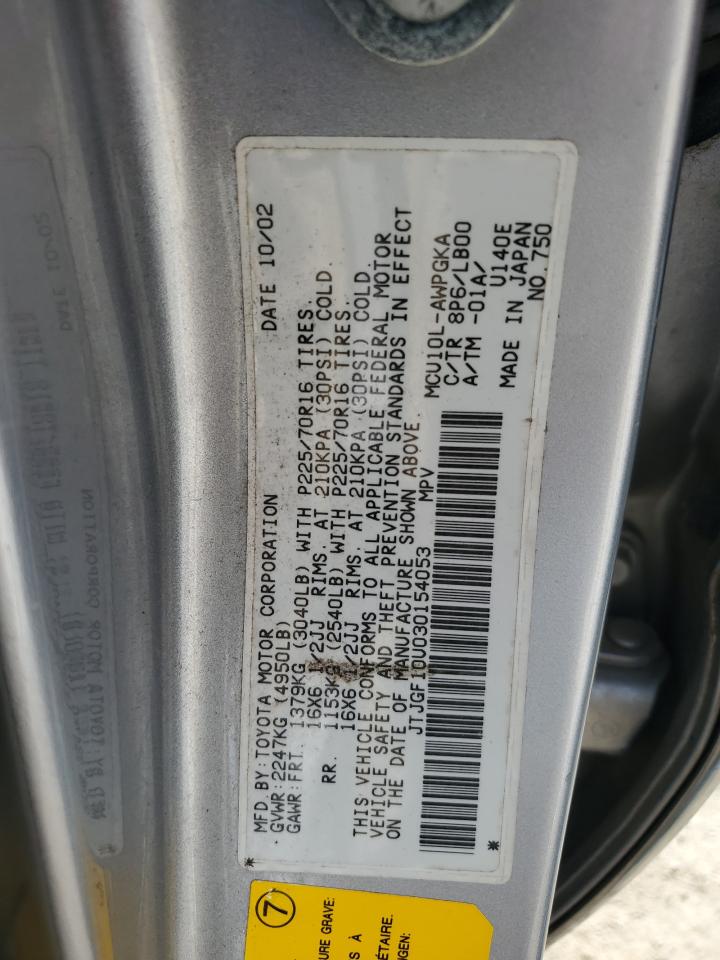 MFD. BY: TOYOTA MOTOR CORPORATION DATE 10/02
GVWR: 2247KG (4950LB)
GAWR: FRT. 1379KG (3040LB) WITH P225/70R16 TIRES.
16X6 1/2JJ RIMS. AT 210KPA (30PSI) COLD.
RR. 1153KG (2540LB) WITH P225/70R16 TIRES.
16X6 1/2JJ RIMS. AT 210KPA (30PSI) COLD.
THIS VEHICLE CONFORMS TO ALL APPLICABLE FEDERAL MOTOR
VEHICLE SAFETY AND THEFT PREVENTION STANDARDS IN EFFECT
ON THE DATE OF MANUFACTURE SHOWN ABOVE.
JTJGF10U030154053 MPV
MCU10L-AWPGKA
C/TR 8P6/LB00
A/TM -01A/ U140E
MADE IN JAPAN
NO. 750
7
URE GRAVE:
S À
ÉTAIRE.